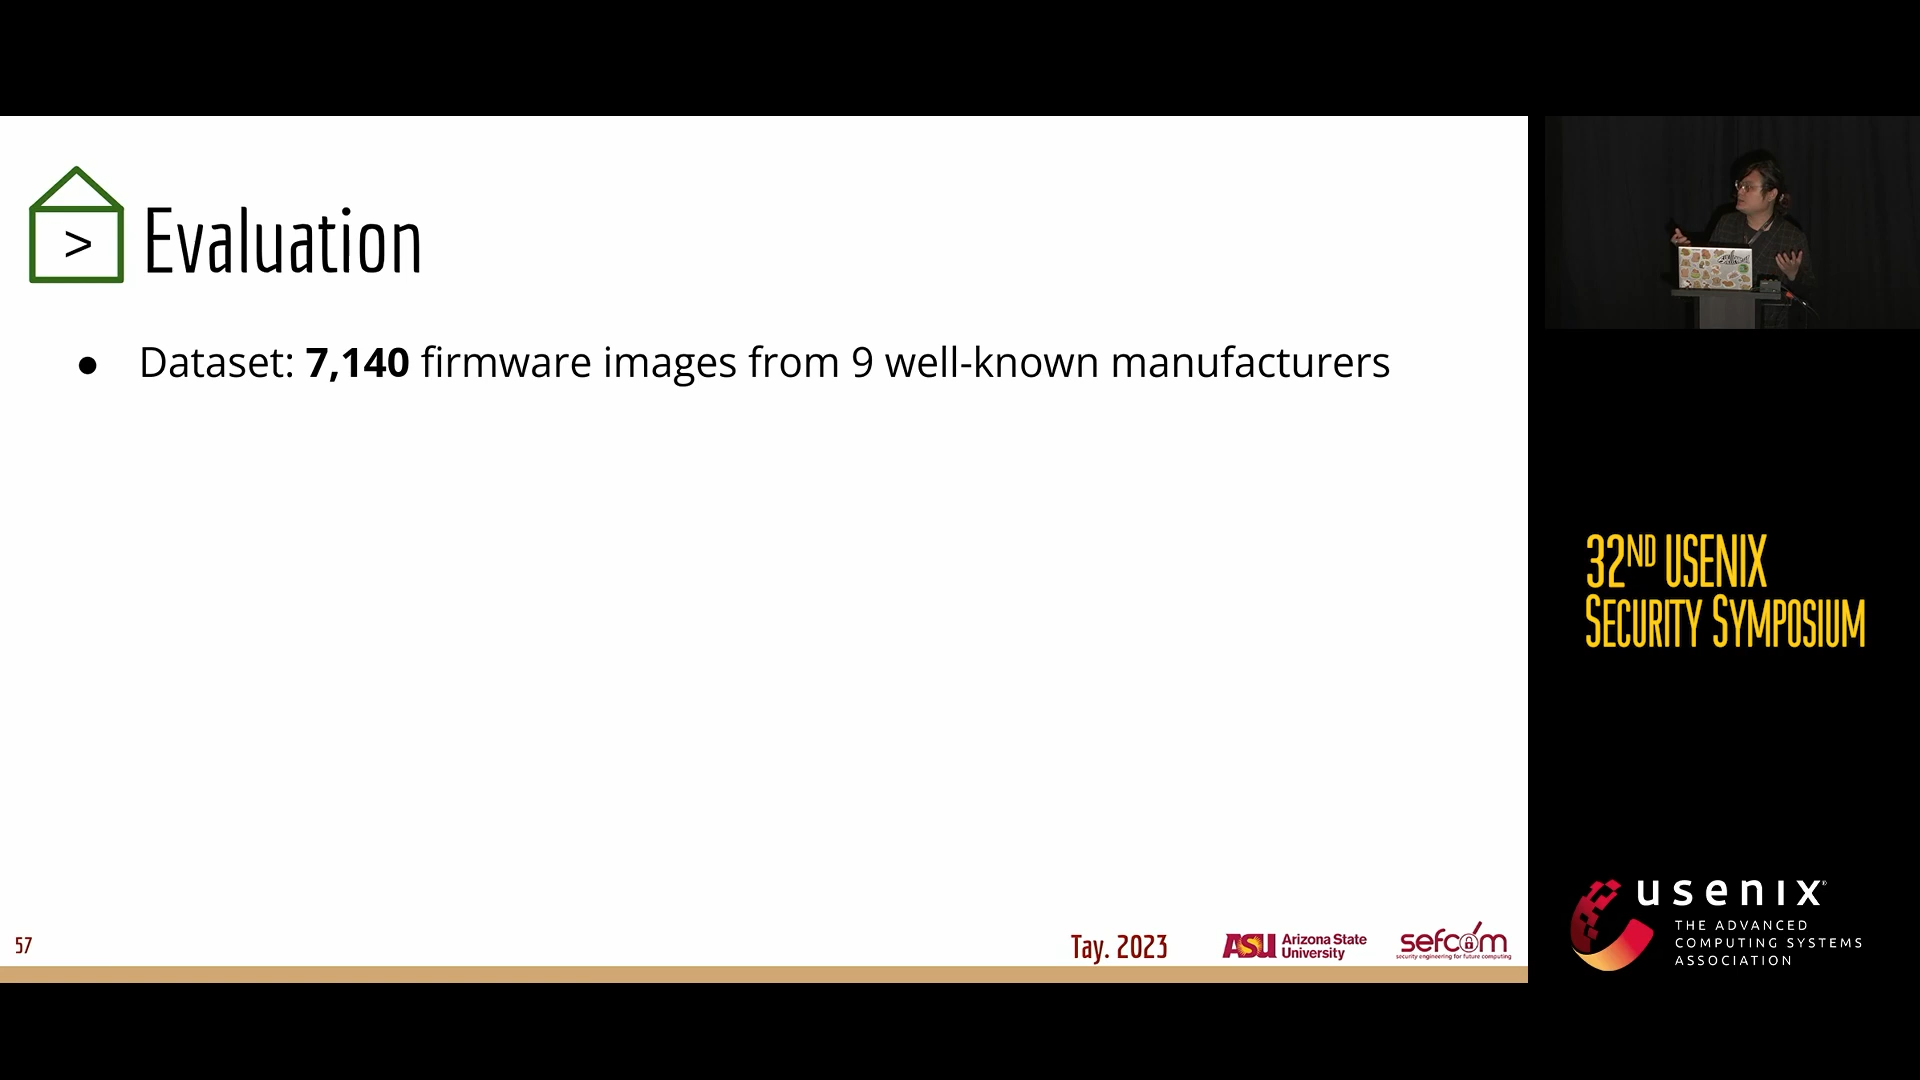 > Evaluation
● Dataset: 7,140 firmware images from 9 well-known manufacturers
57
Tay. 2023
ASU Arizona State
University
sefcom
security engineering for future computing
32ND USENIX
SECURITY SYMPOSIUM
usenix®
THE ADVANCED
COMPUTING SYSTEMS
ASSOCIATION